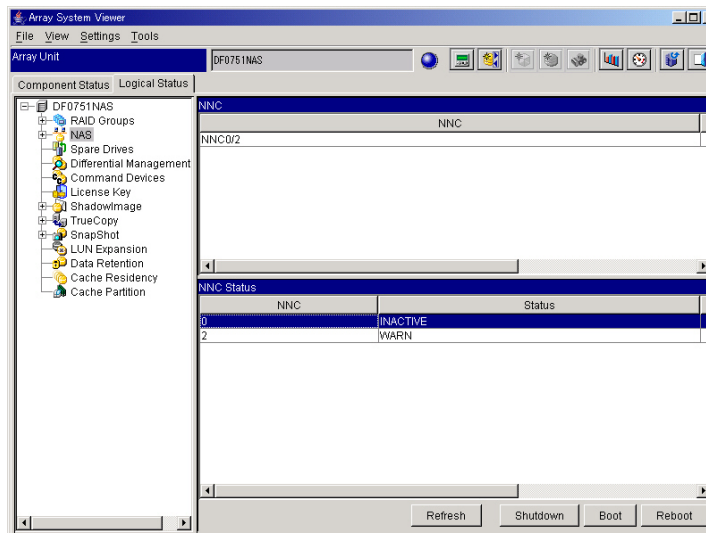 Array System Viewer
File View Settings Tools
Array Unit
DF0751NAS
Component Status
Logical Status
DF0751NAS
RAID Groups
NAS
Spare Drives
Differential Management
Command Devices
License Key
ShadowImage
TrueCopy
SnapShot
LUN Expansion
Data Retention
Cache Residency
Cache Partition
NNC
NNC
NNC0/2
NNC Status
NNC Status
0 INACTIVE
2 WARN
Refresh Shutdown Boot Reboot